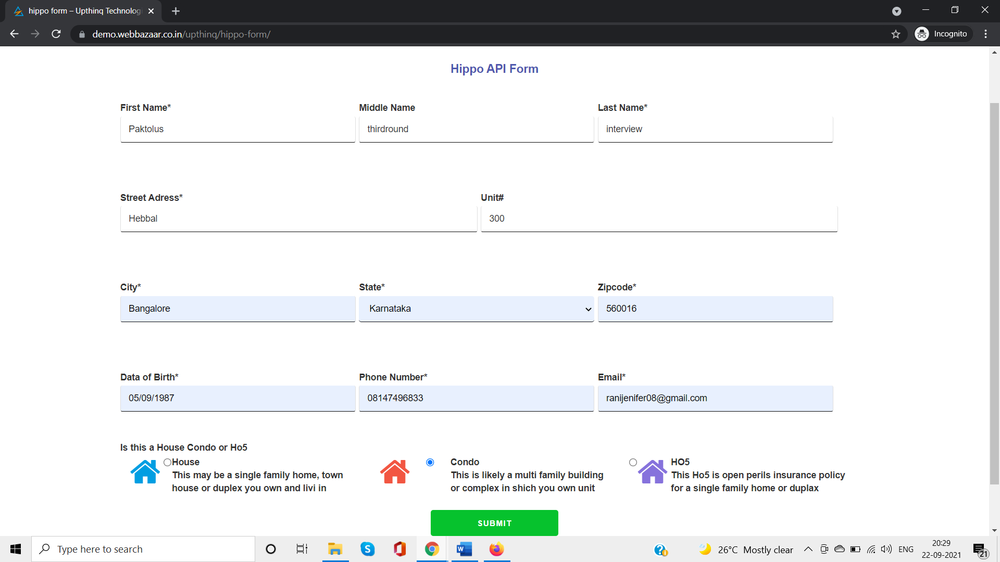 hippo form – Upthinq Technologi
demo.webbazaar.co.in/upthinq/hippo-form/
Incognito
Hippo API Form
First Name* Middle Name Last Name*
Paktolus thirdround interview
Street Adress* Unit#
Hebbal 300
City* State* Zipcode*
Bangalore Karnataka 560016
Data of Birth* Phone Number* Email*
05/09/1987 08147496833 ranijenifer08@gmail.com
Is this a House Condo or Ho5
House Condo HO5
This may be a single family home, town This is likely a multi family building This Ho5 is open perils insurance policy
house or duplex you own and livi in or complex in shich you own unit for a single family home or duplax
SUBMIT
Type here to search
26°C Mostly clear
ENG
20:29
22-09-2021
21